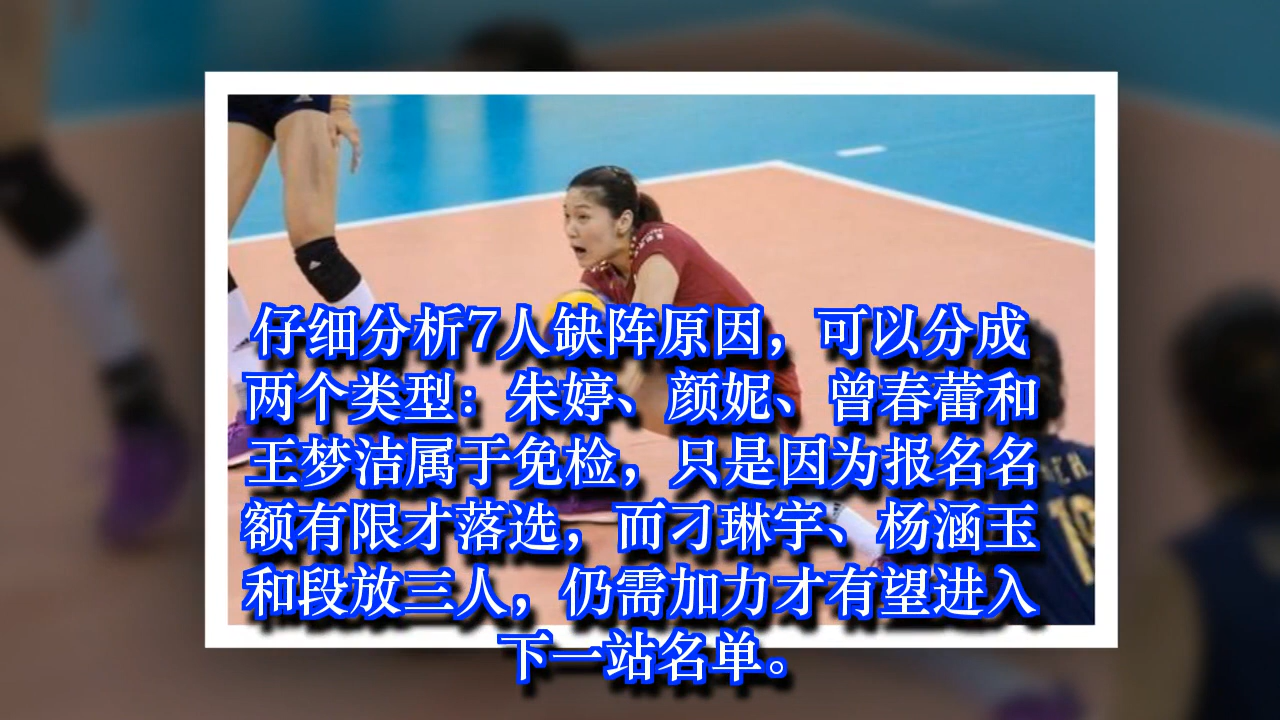 仔细分析7人缺阵原因，可以分成
两个类型：朱婷、颜妮、曾春蕾和
王梦洁属于免检，只是因为报名名
额有限才落选，而刁琳宇、杨涵玉
和段放三人，仍需加力才有望进入
下一站名单。